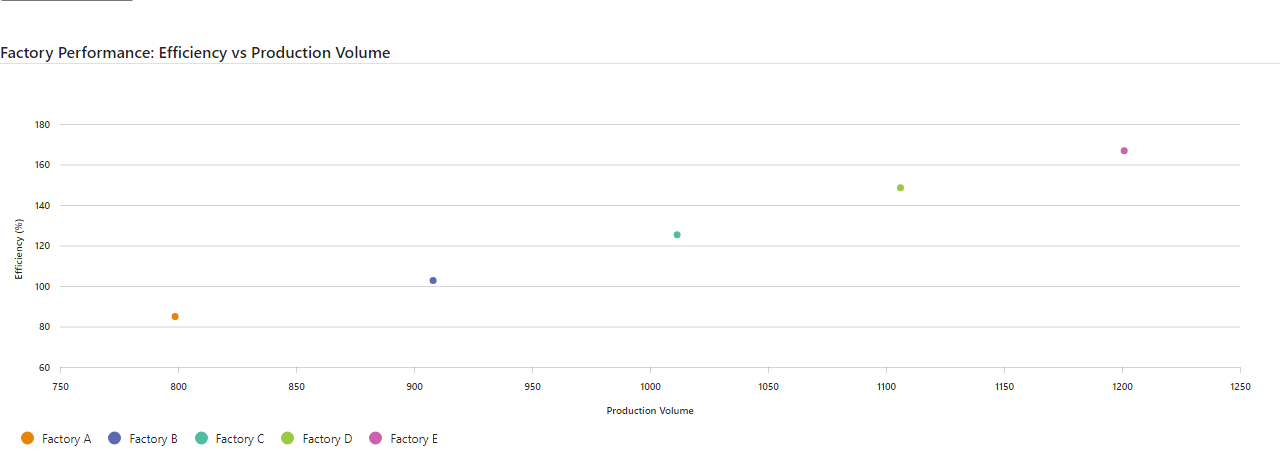 Factory Performance: Efficiency vs Production Volume
180
160
140
120
100
80
60
Efficiency (%)
750 800 850 900 950 1000 1050 1100 1150 1200 1250
Production Volume
Factory A Factory B Factory C Factory D Factory E